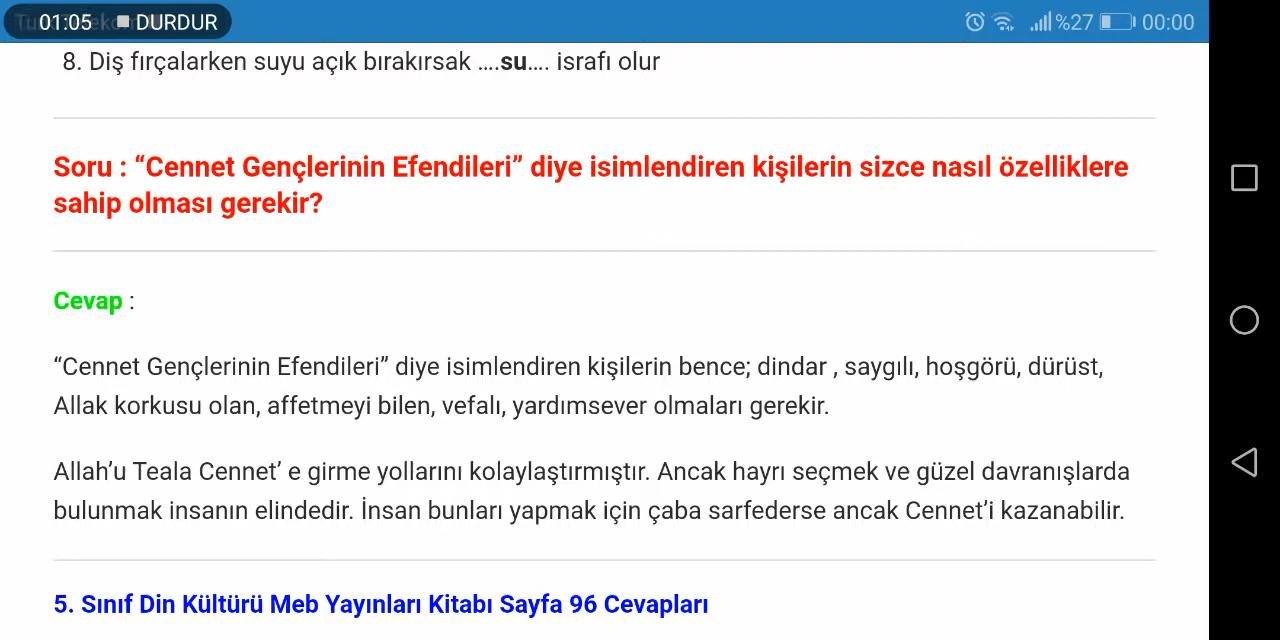 01:05 DURDUR %27 00:00
8. Diş fırçalarken suyu açık bırakırsak ....su.... israfı olur
Soru : “Cennet Gençlerinin Efendileri” diye isimlendiren kişilerin sizce nasıl özelliklere
sahip olması gerekir?
Cevap :
“Cennet Gençlerinin Efendileri” diye isimlendiren kişilerin bence; dindar , saygılı, hoşgörü, dürüst,
Allak korkusu olan, affetmeyi bilen, vefalı, yardımsever olmaları gerekir.
Allah’u Teala Cennet’ e girme yollarını kolaylaştırmıştır. Ancak hayrı seçmek ve güzel davranışlarda
bulunmak insanın elindedir. İnsan bunları yapmak için çaba sarfederse ancak Cennet’i kazanabilir.
5. Sınıf Din Kültürü Meb Yayınları Kitabı Sayfa 96 Cevapları